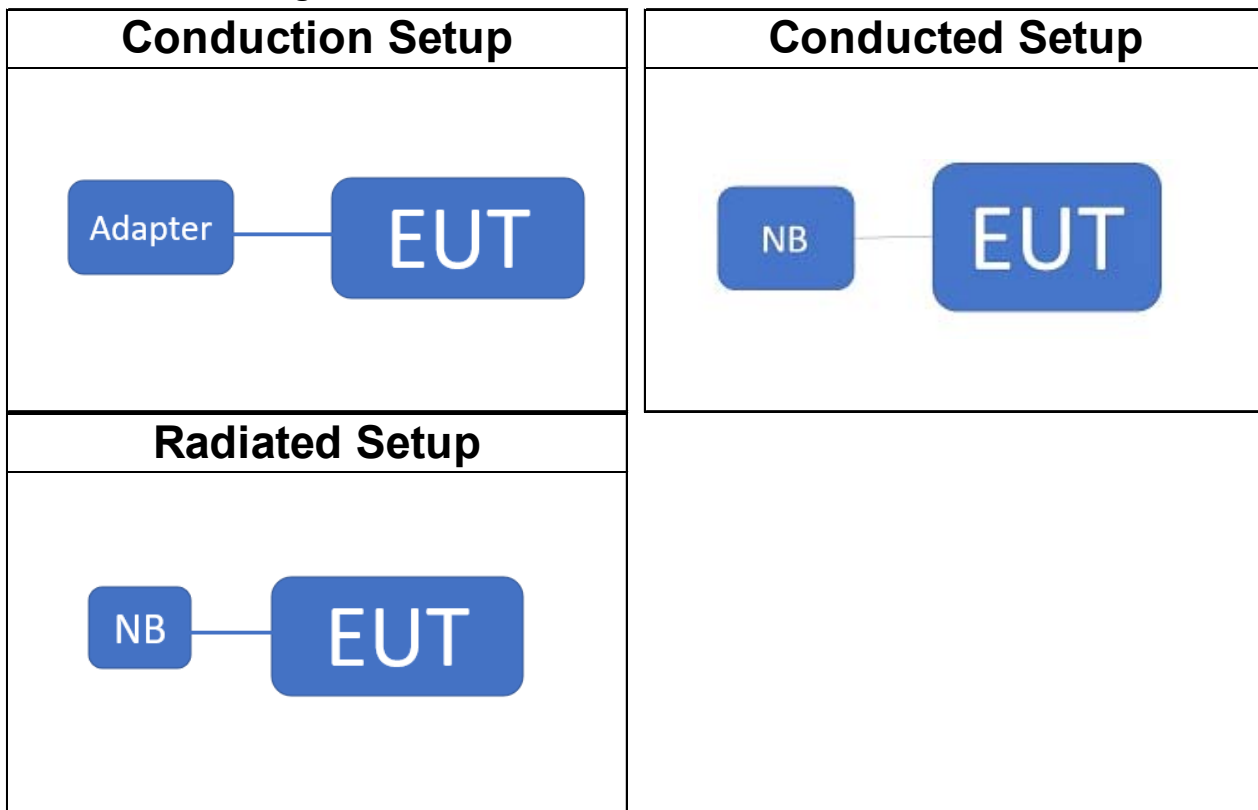 Conduction Setup
Adapter
EUT
Conducted Setup
NB
EUT
Radiated Setup
NB
EUT